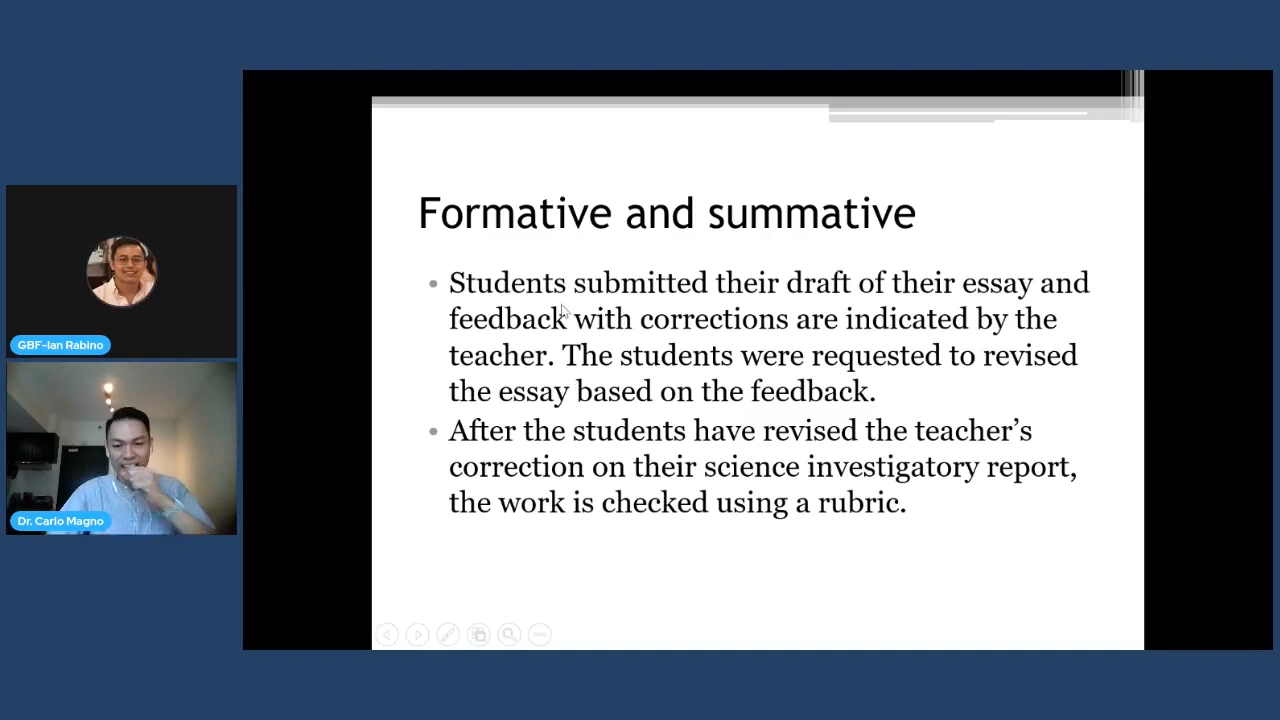 Formative and summative
• Students submitted their draft of their essay and
feedback with corrections are indicated by the
teacher. The students were requested to revised
the essay based on the feedback.
• After the students have revised the teacher’s
correction on their science investigatory report,
the work is checked using a rubric.
GBF-Ian Rabino
Dr. Carlo Magno